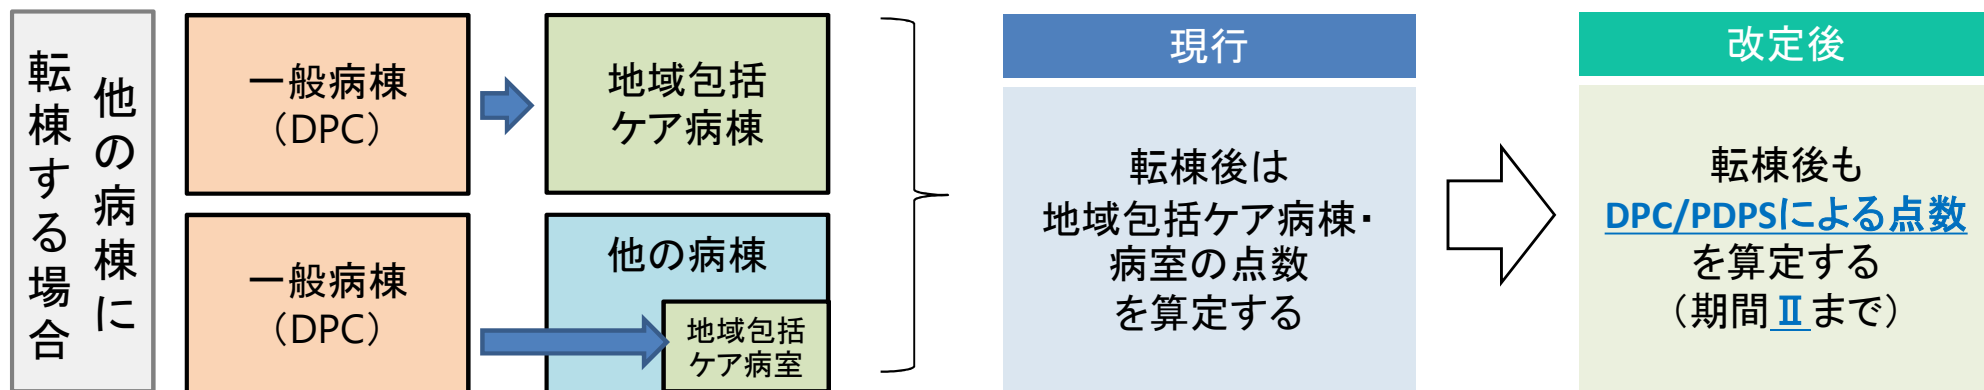 他の病棟に
転棟する場合
一般病棟
（DPC）
地域包括
ケア病棟
一般病棟
（DPC）
他の病棟
地域包括
ケア病室
現行
転棟後は
地域包括ケア病棟・
病室の点数
を算定する
改定後
転棟後も
DPC/PDPSによる点数
を算定する
（期間Ⅱまで）